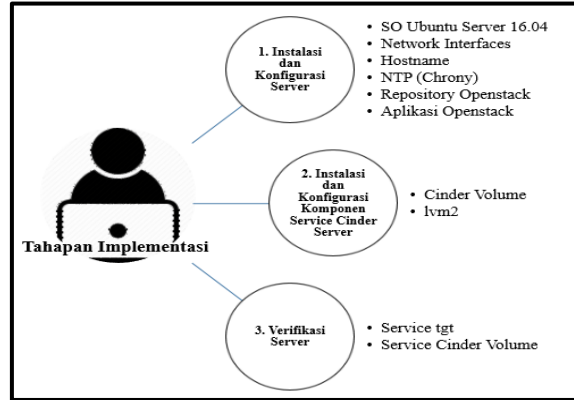 1. Instalasi
dan
Konfigurasi
Server
• SO Ubuntu Server 16.04
• Network Interfaces
• Hostname
• NTP (Chrony)
• Repository Openstack
• Aplikasi Openstack
Tahapan Implementasi
2. Instalasi
dan
Konfigurasi
Komponen
Service Cinder
Server
• Cinder Volume
• lvm2
3. Verifikasi
Server
• Service tgt
• Service Cinder Volume